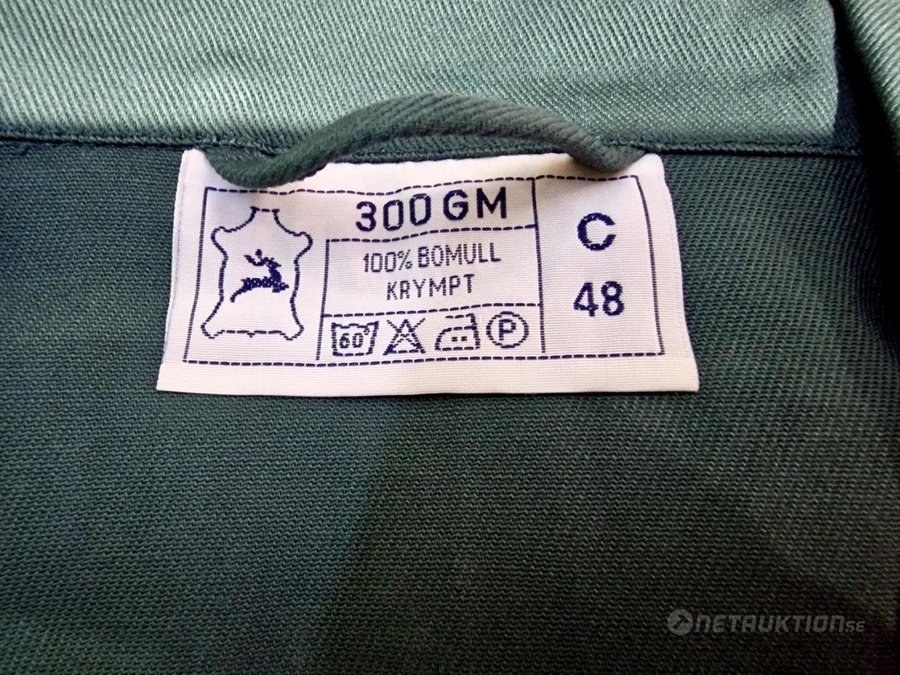 300 GM
100% BOMULL
KRYMPT
60°
P
C
48
NETAUKTION.SE